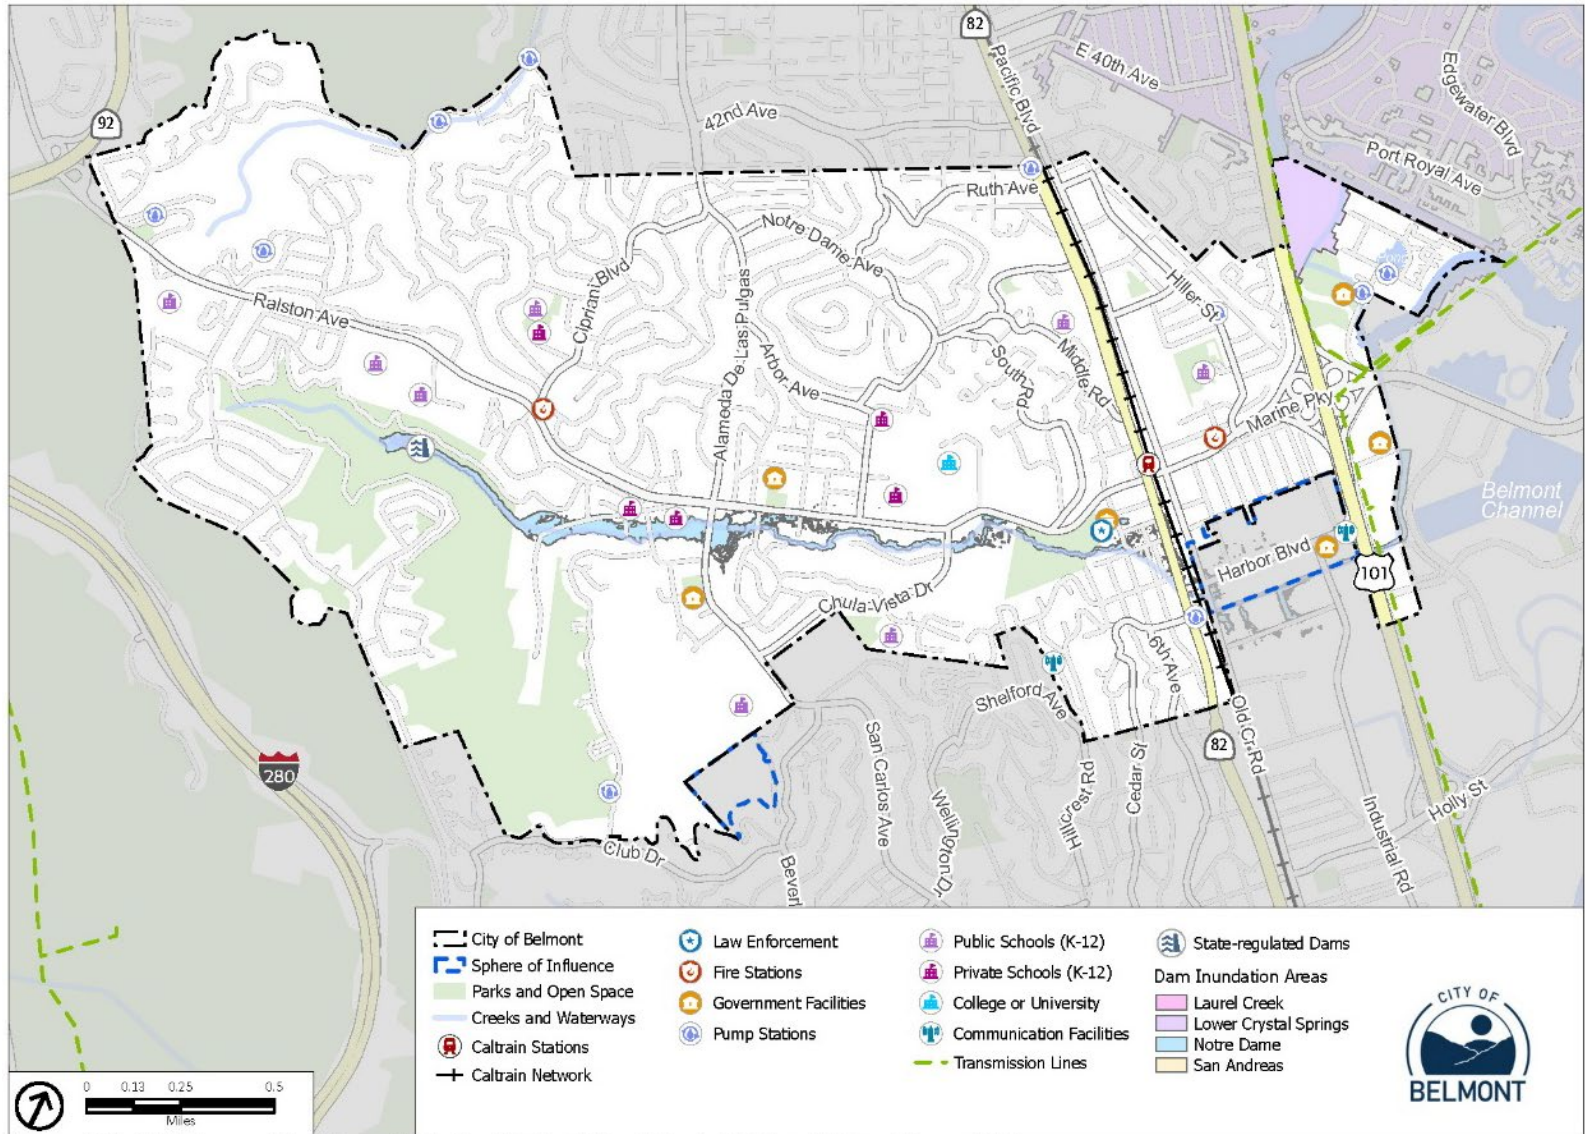 82
Pacific Blvd
E 40th Ave
Edgewater Blvd
92
42nd Ave
Port Royal Ave
Ruth Ave
Notre Dame Ave
Hiller St
Cipriani Blvd
Alameda De Las Pulgas
Ralston Ave
Arbor Ave
South Rd
Middle Rd
Marine Pky
Belmont
Channel
Harbor Blvd
101
Chula Vista Dr
6th Ave
Shelford Ave
Old Cr Rd
82
280
San Carlos Ave
Wellington Dr
Hillcrest Rd
Cedar St
Industrial Rd
Holly St
Club Dr
Beverl
City of Belmont
Sphere of Influence
Parks and Open Space
Creeks and Waterways
Caltrain Stations
Caltrain Network
Law Enforcement
Fire Stations
Government Facilities
Pump Stations
Public Schools (K-12)
Private Schools (K-12)
College or University
Communication Facilities
Transmission Lines
State-regulated Dams
Dam Inundation Areas
Laurel Creek
Lower Crystal Springs
Notre Dame
San Andreas
CITY OF
BELMONT
0 0.13 0.25 0.5
Miles